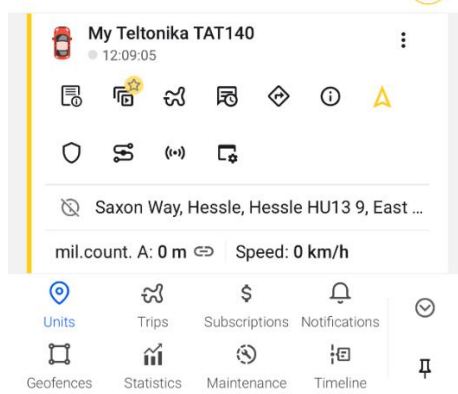 My Teltonika TAT140
12:09:05
Saxon Way, Hessle, Hessle HU13 9, East ...
mil.count. A: 0 m Speed: 0 km/h
Units Trips Subscriptions Notifications
Geofences Statistics Maintenance Timeline